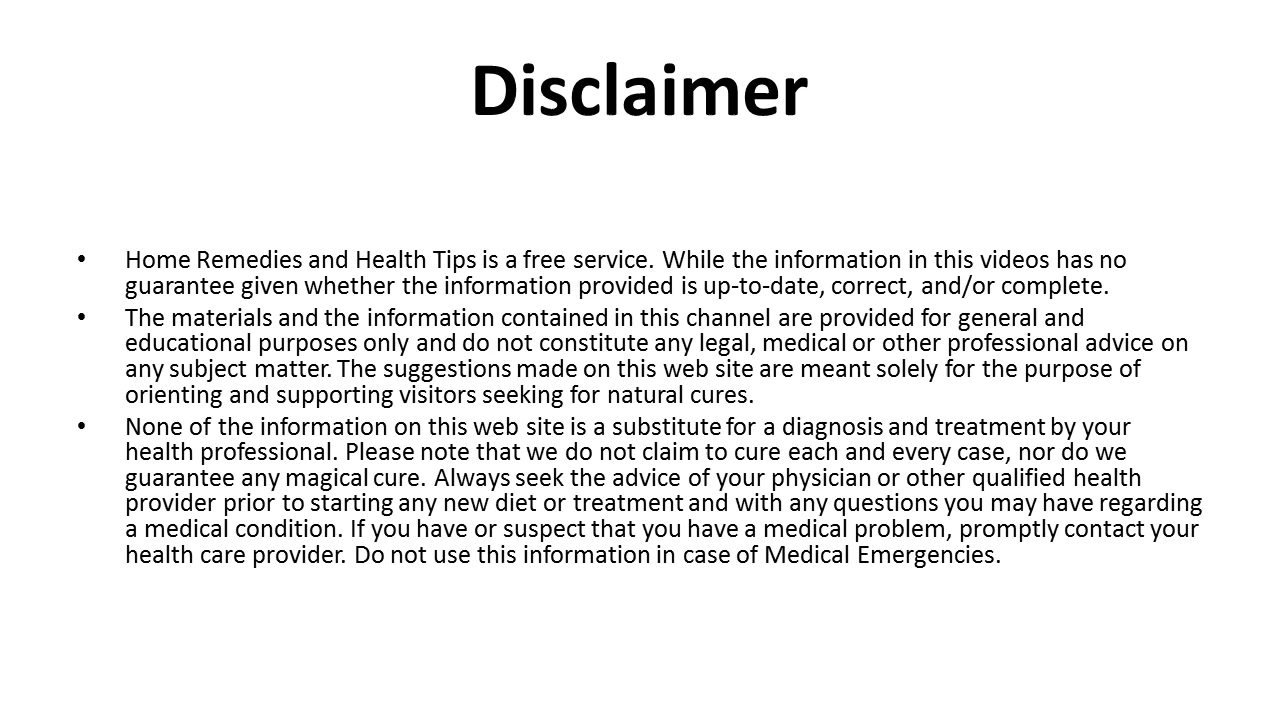 Disclaimer
• Home Remedies and Health Tips is a free service. While the information in this videos has no
guarantee given whether the information provided is up-to-date, correct, and/or complete.
• The materials and the information contained in this channel are provided for general and
educational purposes only and do not constitute any legal, medical or other professional advice on
any subject matter. The suggestions made on this web site are meant solely for the purpose of
orienting and supporting visitors seeking for natural cures.
• None of the information on this web site is a substitute for a diagnosis and treatment by your
health professional. Please note that we do not claim to cure each and every case, nor do we
guarantee any magical cure. Always seek the advice of your physician or other qualified health
provider prior to starting any new diet or treatment and with any questions you may have regarding
a medical condition. If you have or suspect that you have a medical problem, promptly contact your
health care provider. Do not use this information in case of Medical Emergencies.